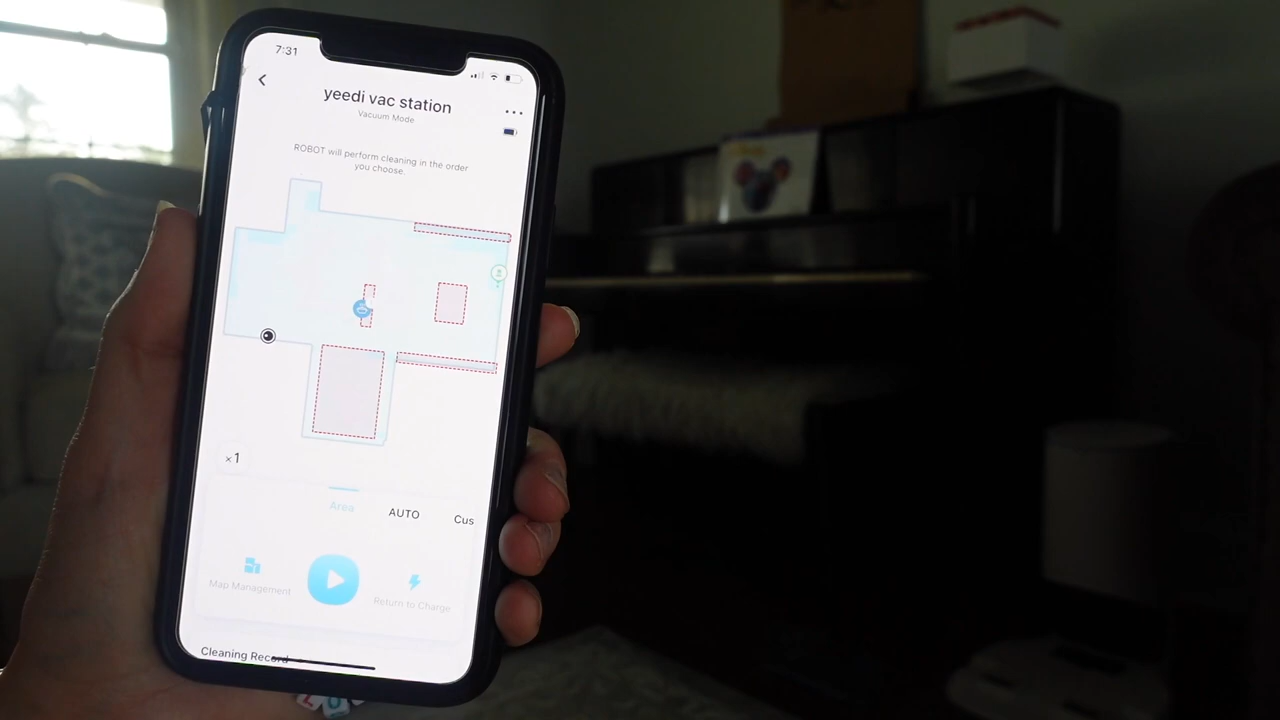 7:31
yeedi vac station
Vacuum Mode
ROBOT will perform cleaning in the order
you choose.
×1
Area
AUTO
Cus
Map Management
Return to Charge
Cleaning Record